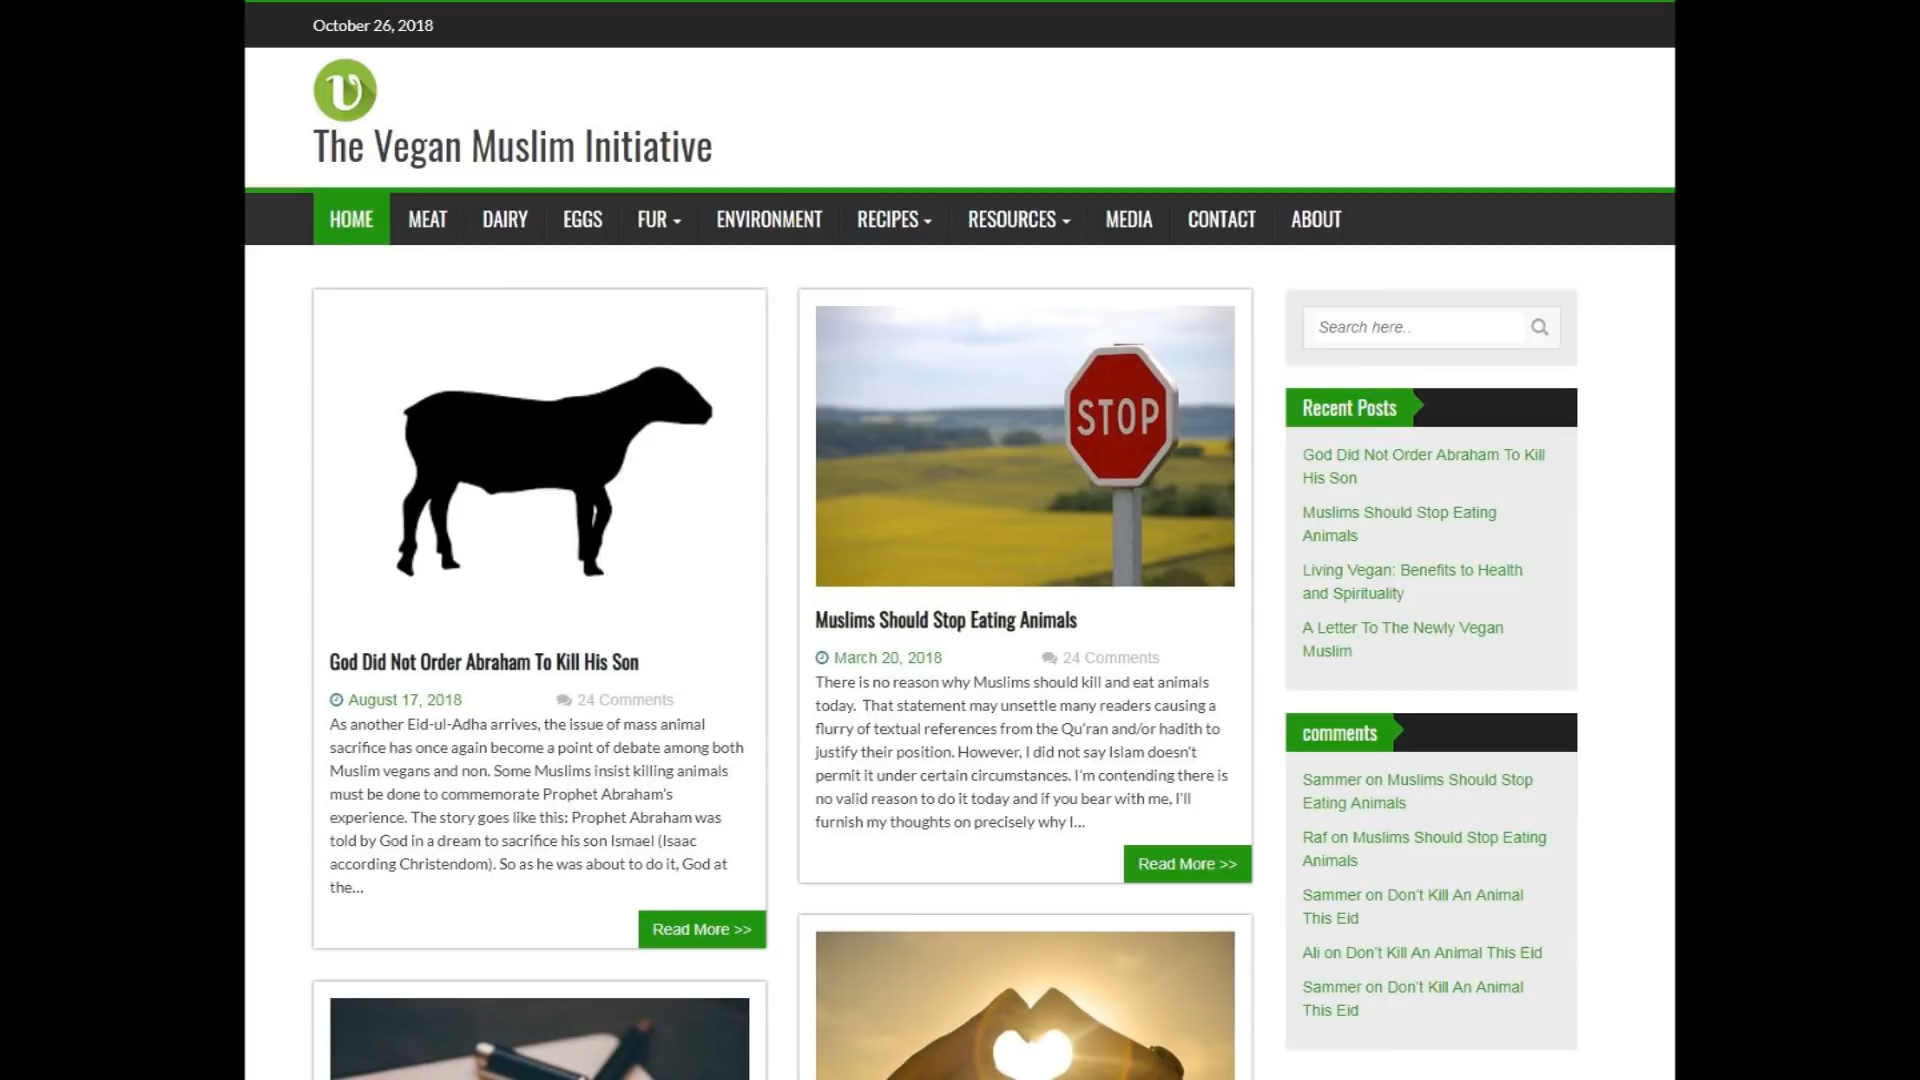 October 26, 2018
The Vegan Muslim Initiative
HOME MEAT DAIRY EGGS FUR ENVIRONMENT RECIPES RESOURCES MEDIA CONTACT ABOUT
God Did Not Order Abraham To Kill His Son
August 17, 2018 24 Comments
As another Eid-ul-Adha arrives, the issue of mass animal
sacrifice has once again become a point of debate among both
Muslim vegans and non. Some Muslims insist killing animals
must be done to commemorate Prophet Abraham's
experience. The story goes like this: Prophet Abraham was
told by God in a dream to sacrifice his son Ismael (Isaac
according Christendom). So as he was about to do it, God at
the...
Read More >>
STOP
Muslims Should Stop Eating Animals
March 20, 2018 24 Comments
There is no reason why Muslims should kill and eat animals
today. That statement may unsettle many readers causing a
flurry of textual references from the Qu'ran and/or hadith to
justify their position. However, I did not say Islam doesn't
permit it under certain circumstances. I'm contending there is
no valid reason to do it today and if you bear with me, I'll
furnish my thoughts on precisely why I...
Read More >>
Search here..
Recent Posts
God Did Not Order Abraham To Kill
His Son
Muslims Should Stop Eating
Animals
Living Vegan: Benefits to Health
and Spirituality
A Letter To The Newly Vegan
Muslim
comments
Sammer on Muslims Should Stop
Eating Animals
Raf on Muslims Should Stop Eating
Animals
Sammer on Don't Kill An Animal
This Eid
Ali on Don't Kill An Animal This Eid
Sammer on Don't Kill An Animal
This Eid